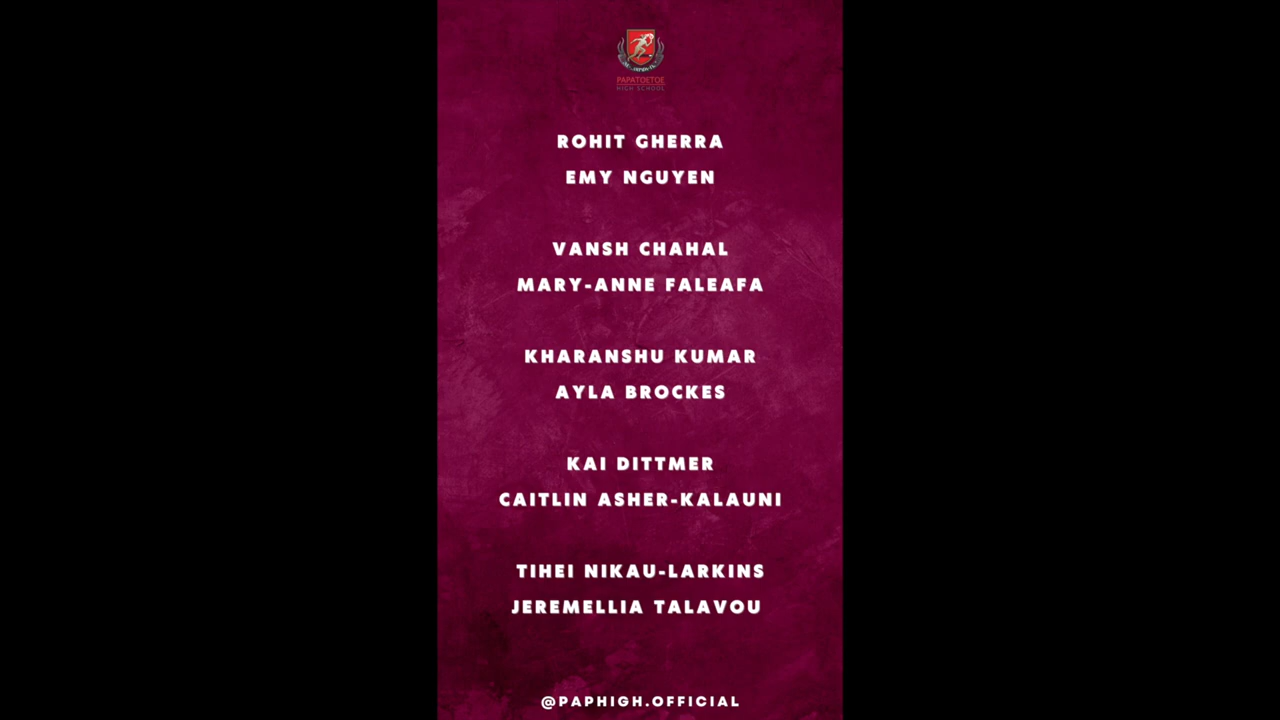 PAPATOETOE
HIGH SCHOOL
ROHIT GHERRA
EMY NGUYEN
VANSH CHAHAL
MARY-ANNE FALEAFA
KHARANSHU KUMAR
AYLA BROCKES
KAI DITTMER
CAITLIN ASHER-KALAUNI
TIHEI NIKAU-LARKINS
JEREMELLIA TALAVOU
@PAPHIGH.OFFICIAL